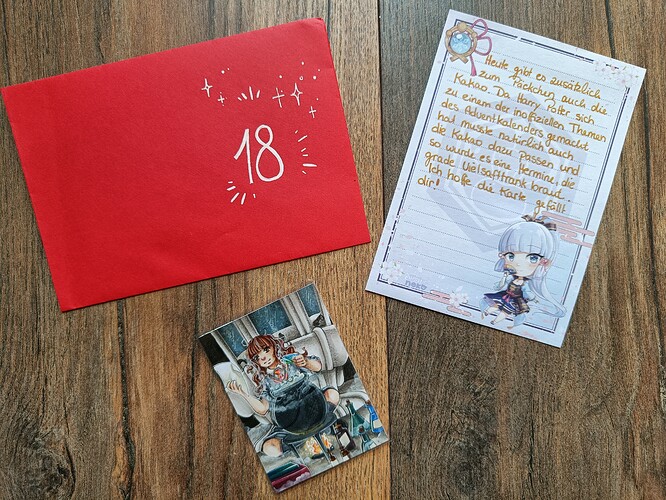 18
Heute gibt es zusätzlich
zum Päckchen auch die
Kakao. Da Harry Potter sich
zu einem der inoffiziellen Themen
des Adventkalenders gemacht
hat musste natürlich auch
die Kakao dazu passen und
so wurde es eine Hermine, die
grade Vielsafttrank braut.
Ich hoffe die Karte gefällt
dir!